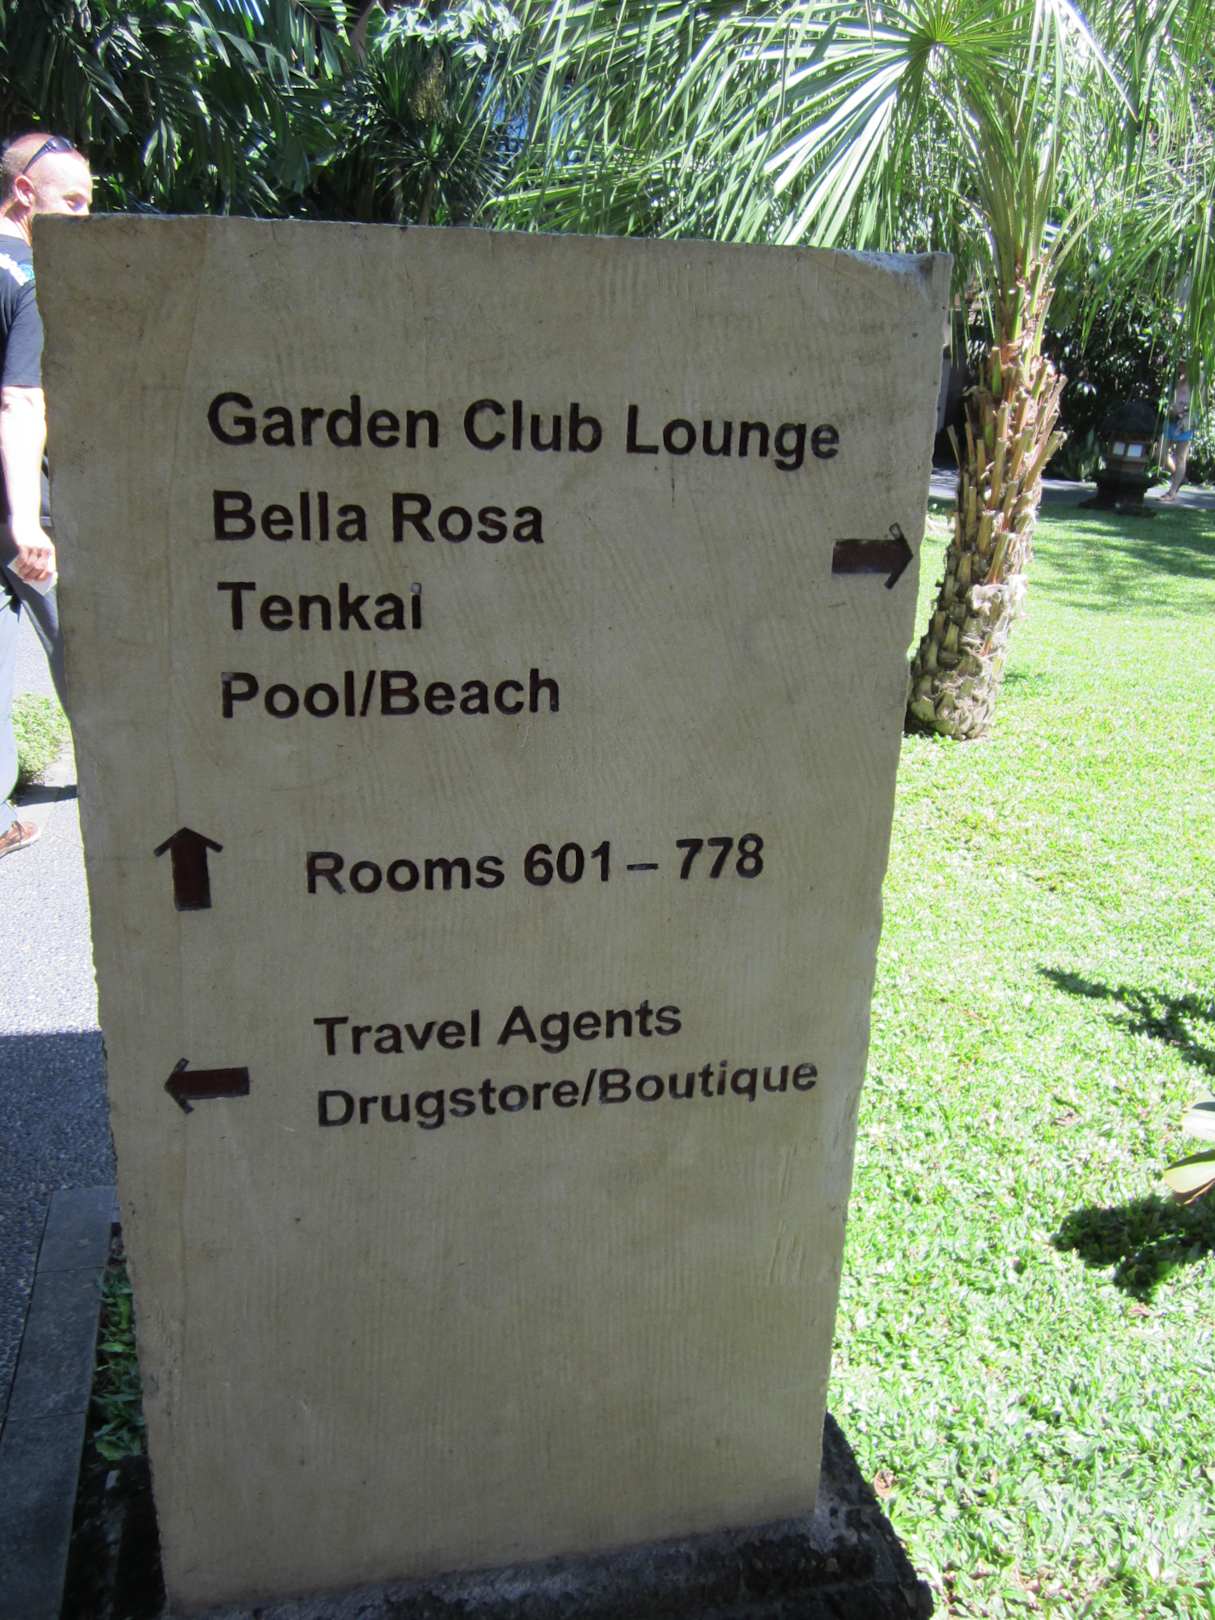 Garden Club Lounge
Bella Rosa
Tenkai
Pool/Beach
Rooms 601 – 778
Travel Agents
Drugstore/Boutique